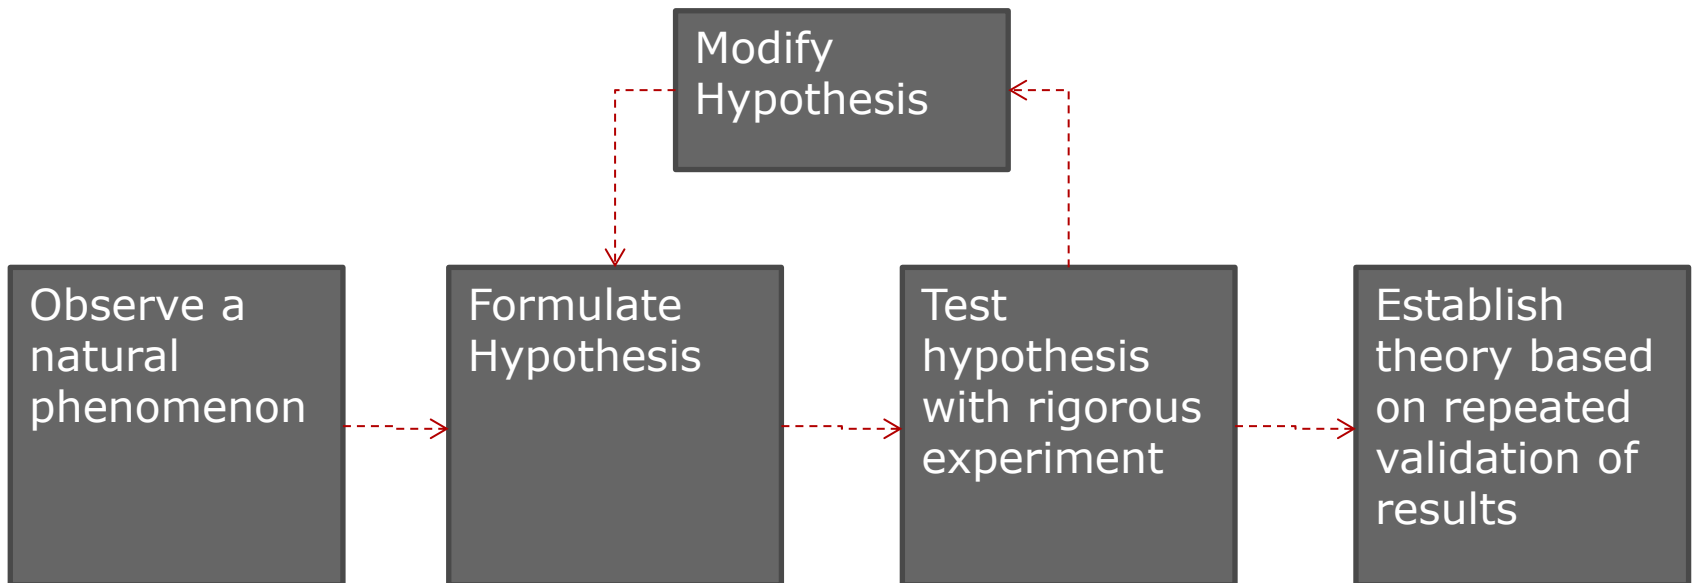 Modify
Hypothesis
Observe a
natural
phenomenon
Formulate
Hypothesis
Test
hypothesis
with rigorous
experiment
Establish
theory based
on repeated
validation of
results